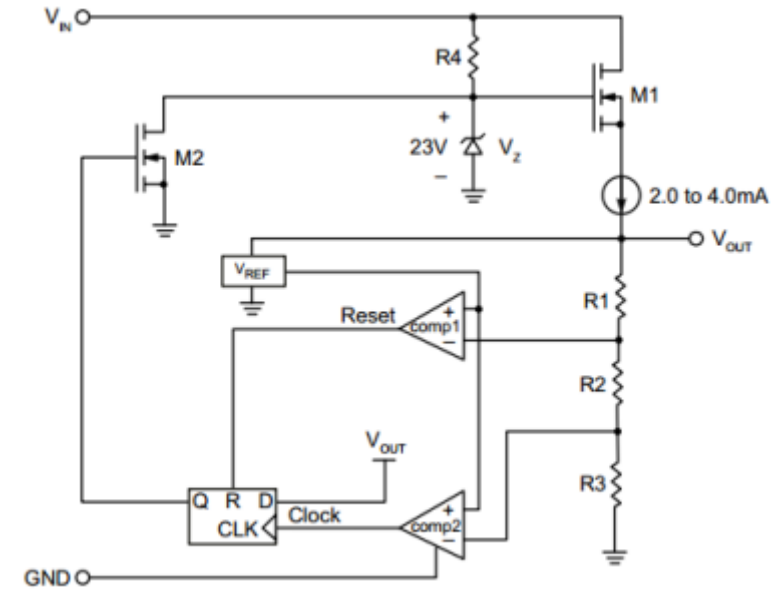 VIN
R4
M1
+
23V
VZ
–
M2
2.0 to 4.0mA
VOUT
VREF
R1
Reset
+
comp1
–
R2
VOUT
R3
Q R D
CLK
Clock
+
comp2
–
GND